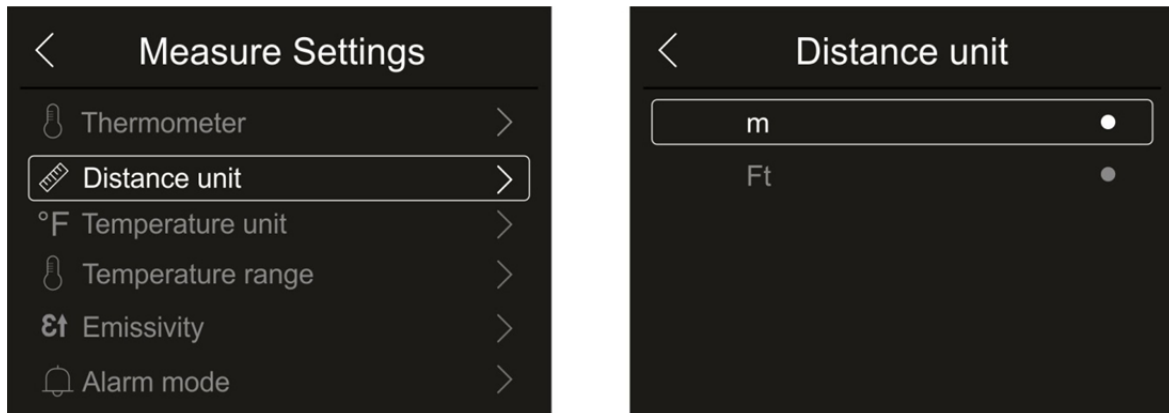 Measure Settings
Thermometer
Distance unit
°F Temperature unit
Temperature range
ε↑ Emissivity
Alarm mode
Distance unit
m
Ft